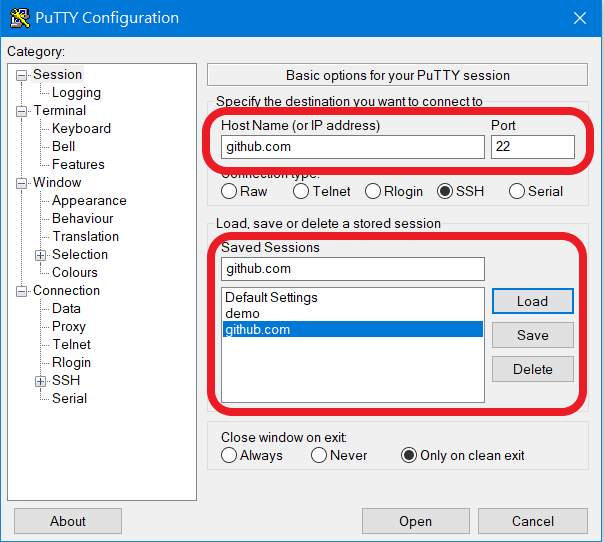 PuTTY Configuration
Category:
Session
Logging
Terminal
Keyboard
Bell
Features
Window
Appearance
Behaviour
Translation
Selection
Colours
Connection
Data
Proxy
Telnet
Rlogin
SSH
Serial
Basic options for your PuTTY session
Specify the destination you want to connect to
Host Name (or IP address) Port
github.com 22
Connection type:
Raw Telnet Rlogin SSH Serial
Load, save or delete a stored session
Saved Sessions
github.com
Default Settings
demo
github.com
Load
Save
Delete
Close window on exit:
Always Never Only on clean exit
About Open Cancel